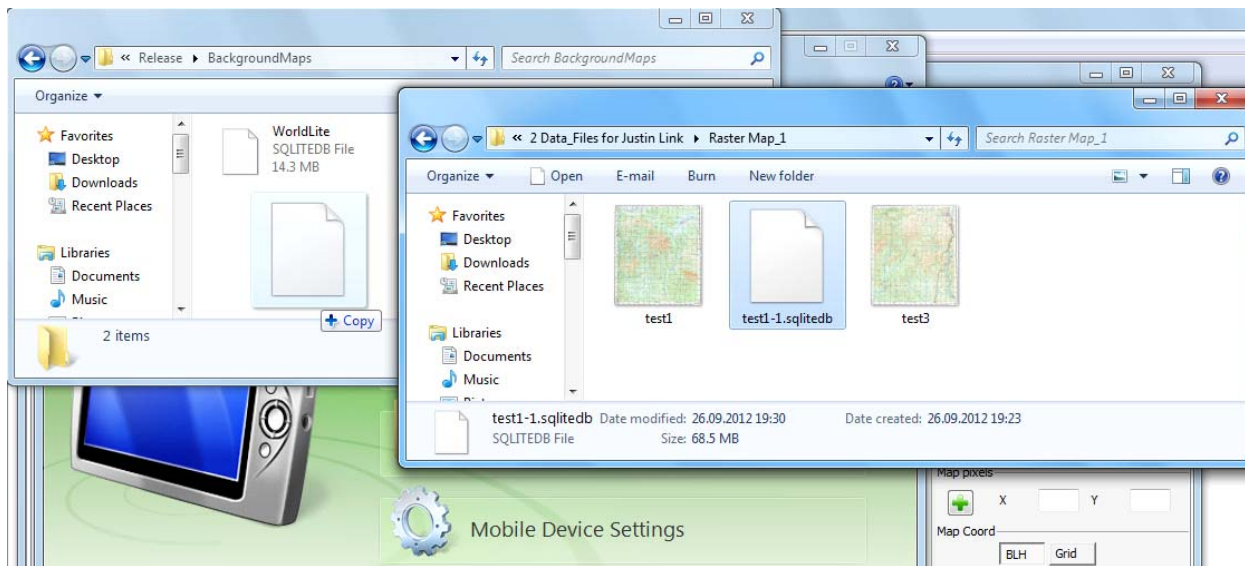 « Release ▸ BackgroundMaps
Search BackgroundMaps
Organize
WorldLite
SQLITEDB File
14.3 MB
Favorites
Desktop
Downloads
Recent Places
Libraries
Documents
Music
Copy
2 items
« 2 Data_Files for Justin Link ▸ Raster Map_1
Search Raster Map_1
Organize Open E-mail Burn New folder
Favorites
Desktop
Downloads
Recent Places
Libraries
Documents
Music
test1
test1-1.sqlitedb
test3
test1-1.sqlitedb Date modified: 26.09.2012 19:30 Date created: 26.09.2012 19:23
SQLITEDB File Size: 68.5 MB
Mobile Device Settings
Map pixels
X Y
Map Coord
BLH Grid